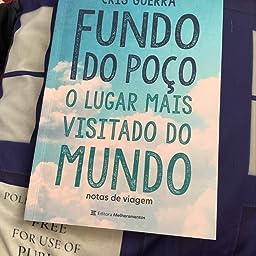 CRIS GUERRA
FUNDO
DO POÇO
O LUGAR MAIS
VISITADO DO
MUNDO
notas de viagem
Editora Melhoramentos
FREE
FOR USE OF